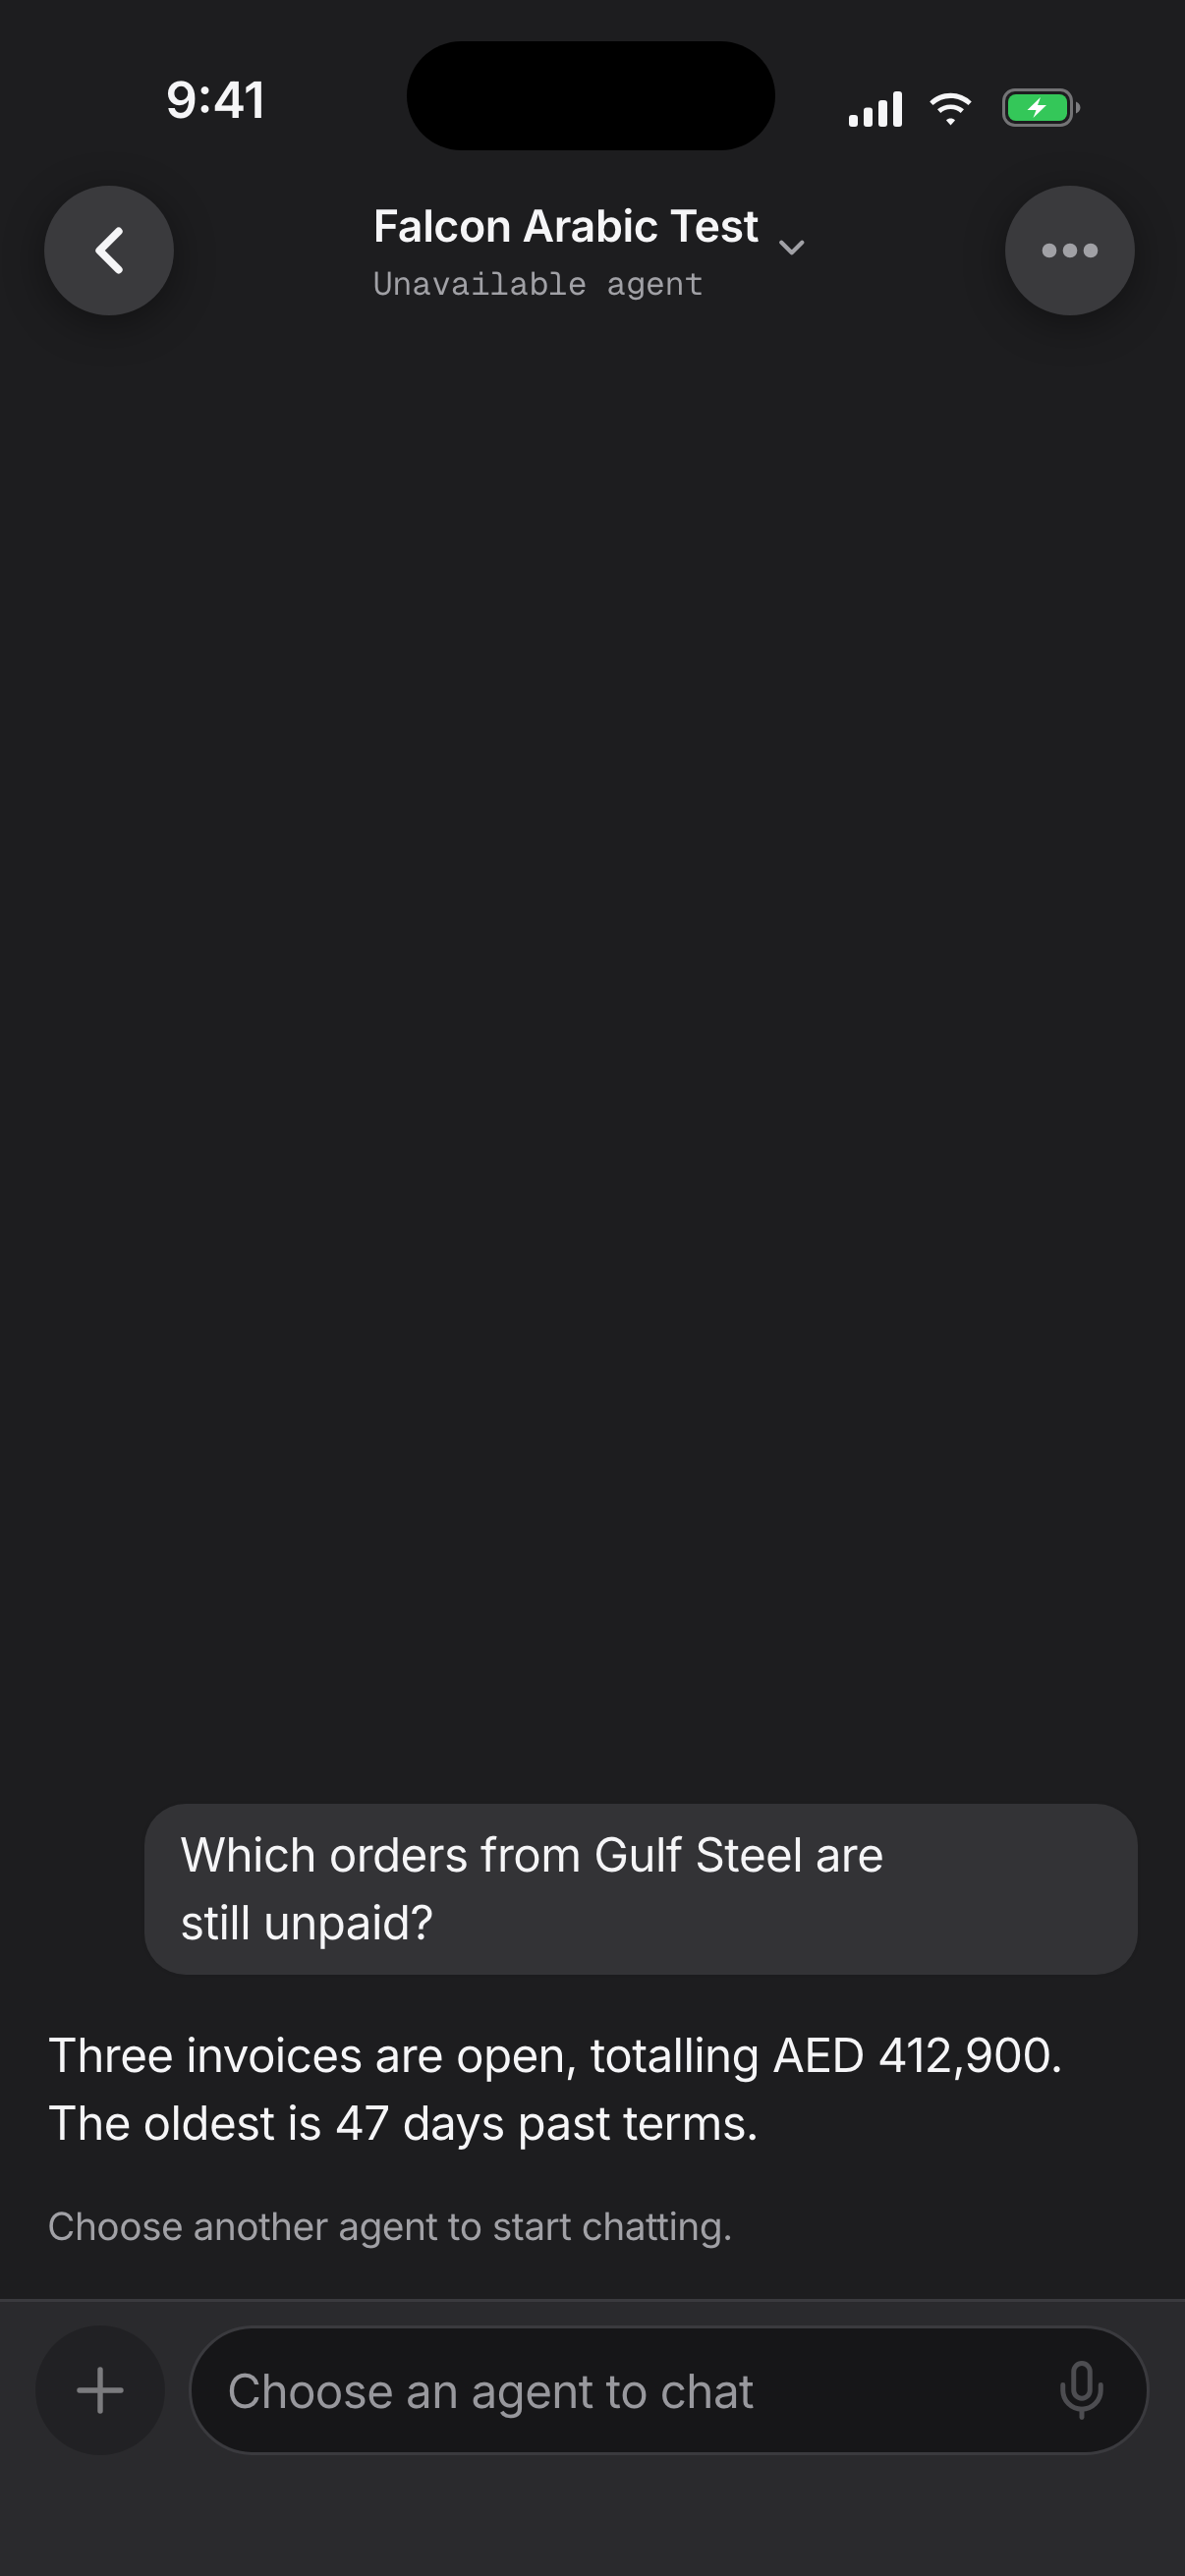 9:41
Falcon Arabic Test
Unavailable agent
Which orders from Gulf Steel are
still unpaid?
Three invoices are open, totalling AED 412,900.
The oldest is 47 days past terms.
Choose another agent to start chatting.
Choose an agent to chat